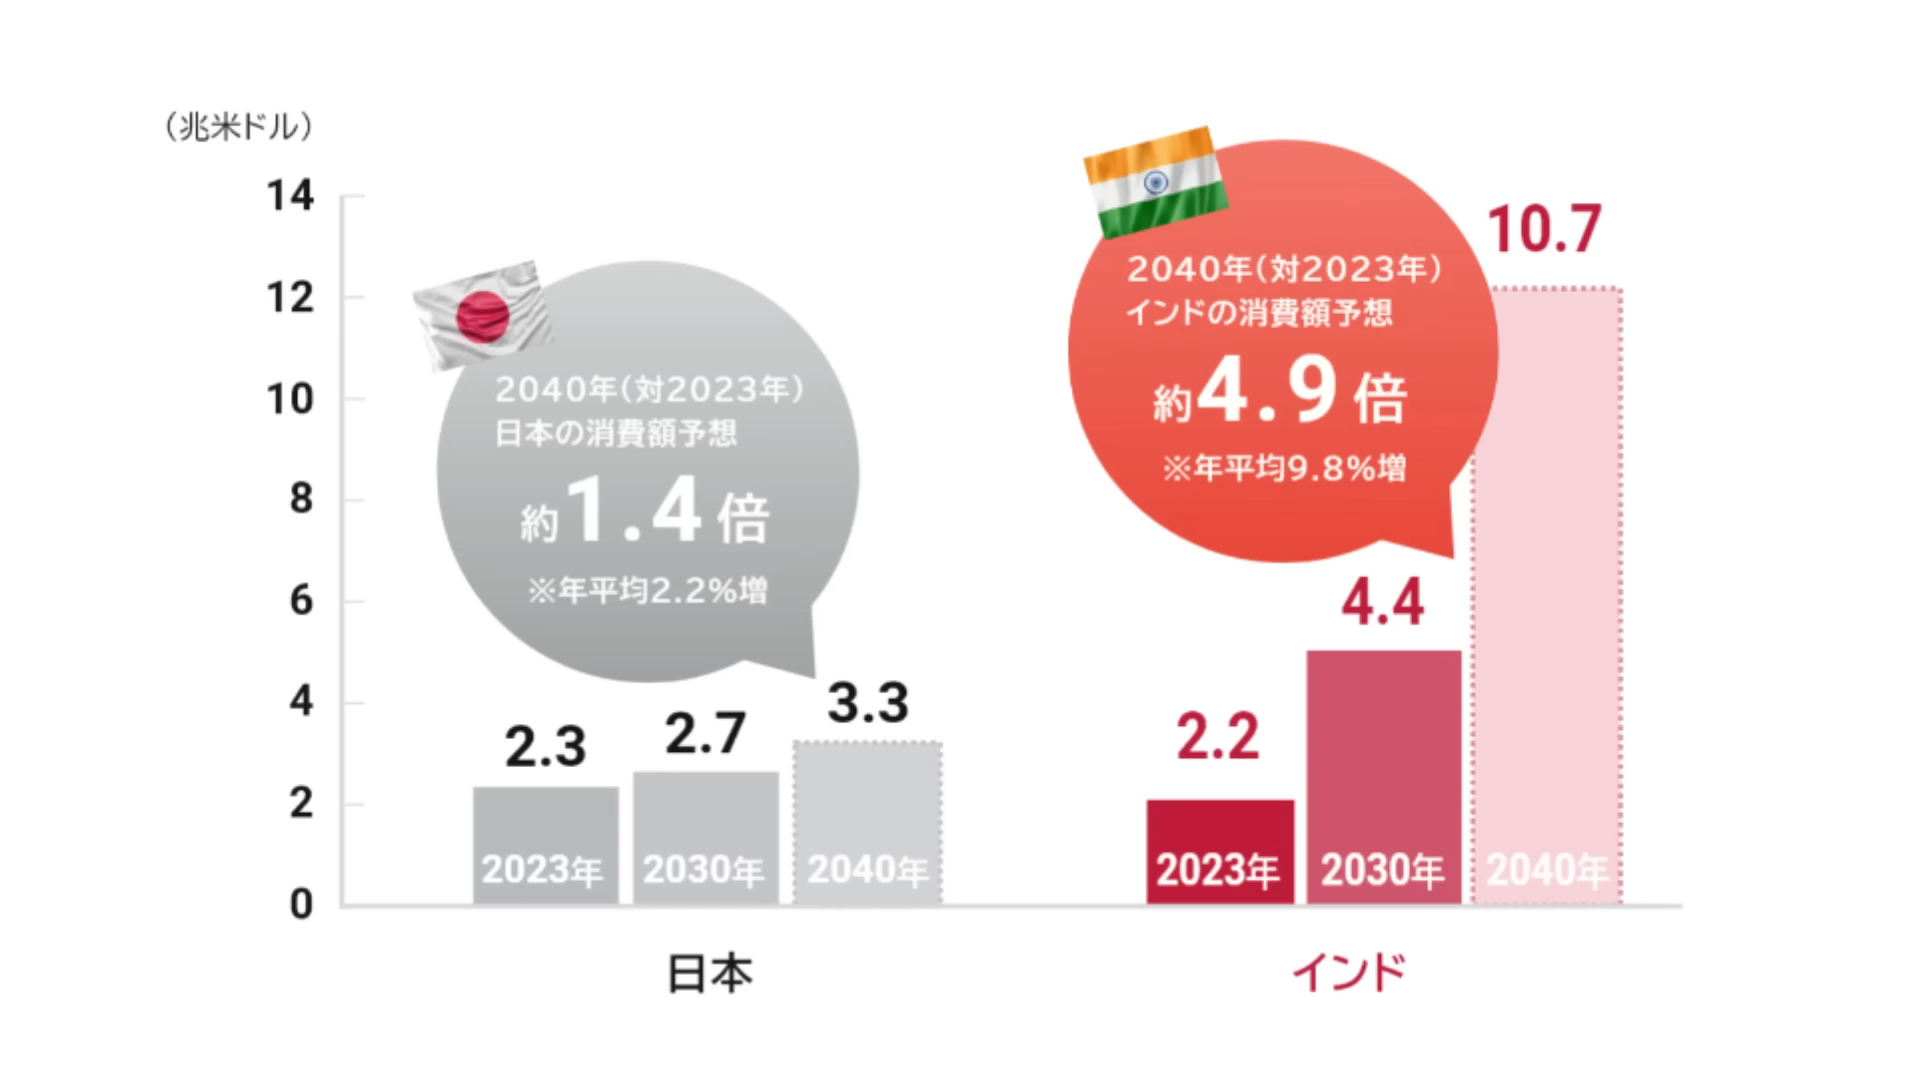 （兆米ドル）
14
12
10
8
6
4
2
0
2040年（対2023年）
日本の消費額予想
約1.4倍
※年平均2.2%増
2.3
2.7
3.3
2023年
2030年
2040年
日本
2040年（対2023年）
インドの消費額予想
約4.9倍
※年平均9.8%増
2.2
4.4
10.7
2023年
2030年
2040年
インド